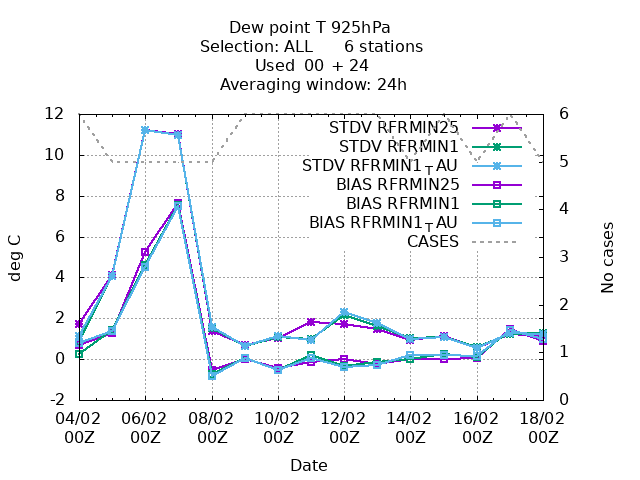 Dew point T 925hPa
Selection: ALL      6 stations
Used  00  + 24
Averaging window: 24h
12
10
8
6
4
2
0
-2
deg C
6
5
4
3
2
1
0
No cases
STDV RFRMIN25
STDV RFRMIN1
STDV RFRMIN1TAU
BIAS RFRMIN25
BIAS RFRMIN1
BIAS RFRMIN1TAU
CASES
04/02 06/02 08/02 10/02 12/02 14/02 16/02 18/02
00Z 00Z 00Z 00Z 00Z 00Z 00Z 00Z
Date